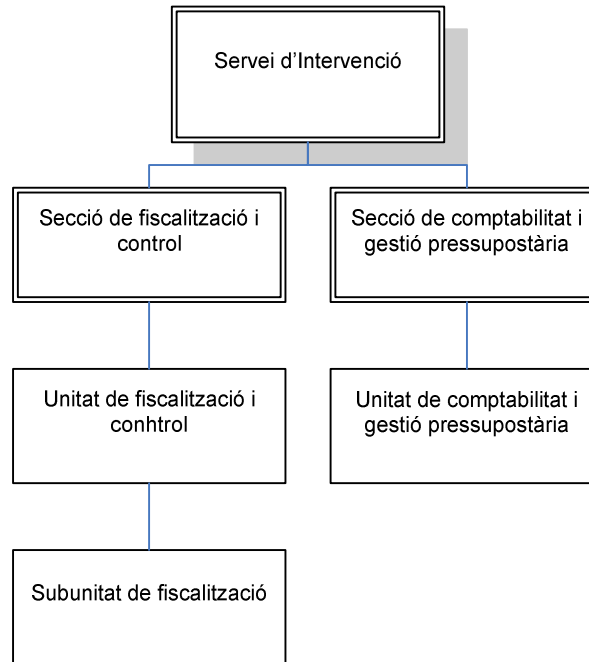 Servei d’Intervenció
Secció de fiscalització i
control
Secció de comptabilitat i
gestió pressupostària
Unitat de fiscalització i
conhtrol
Unitat de comptabilitat i
gestió pressupostària
Subunitat de fiscalització